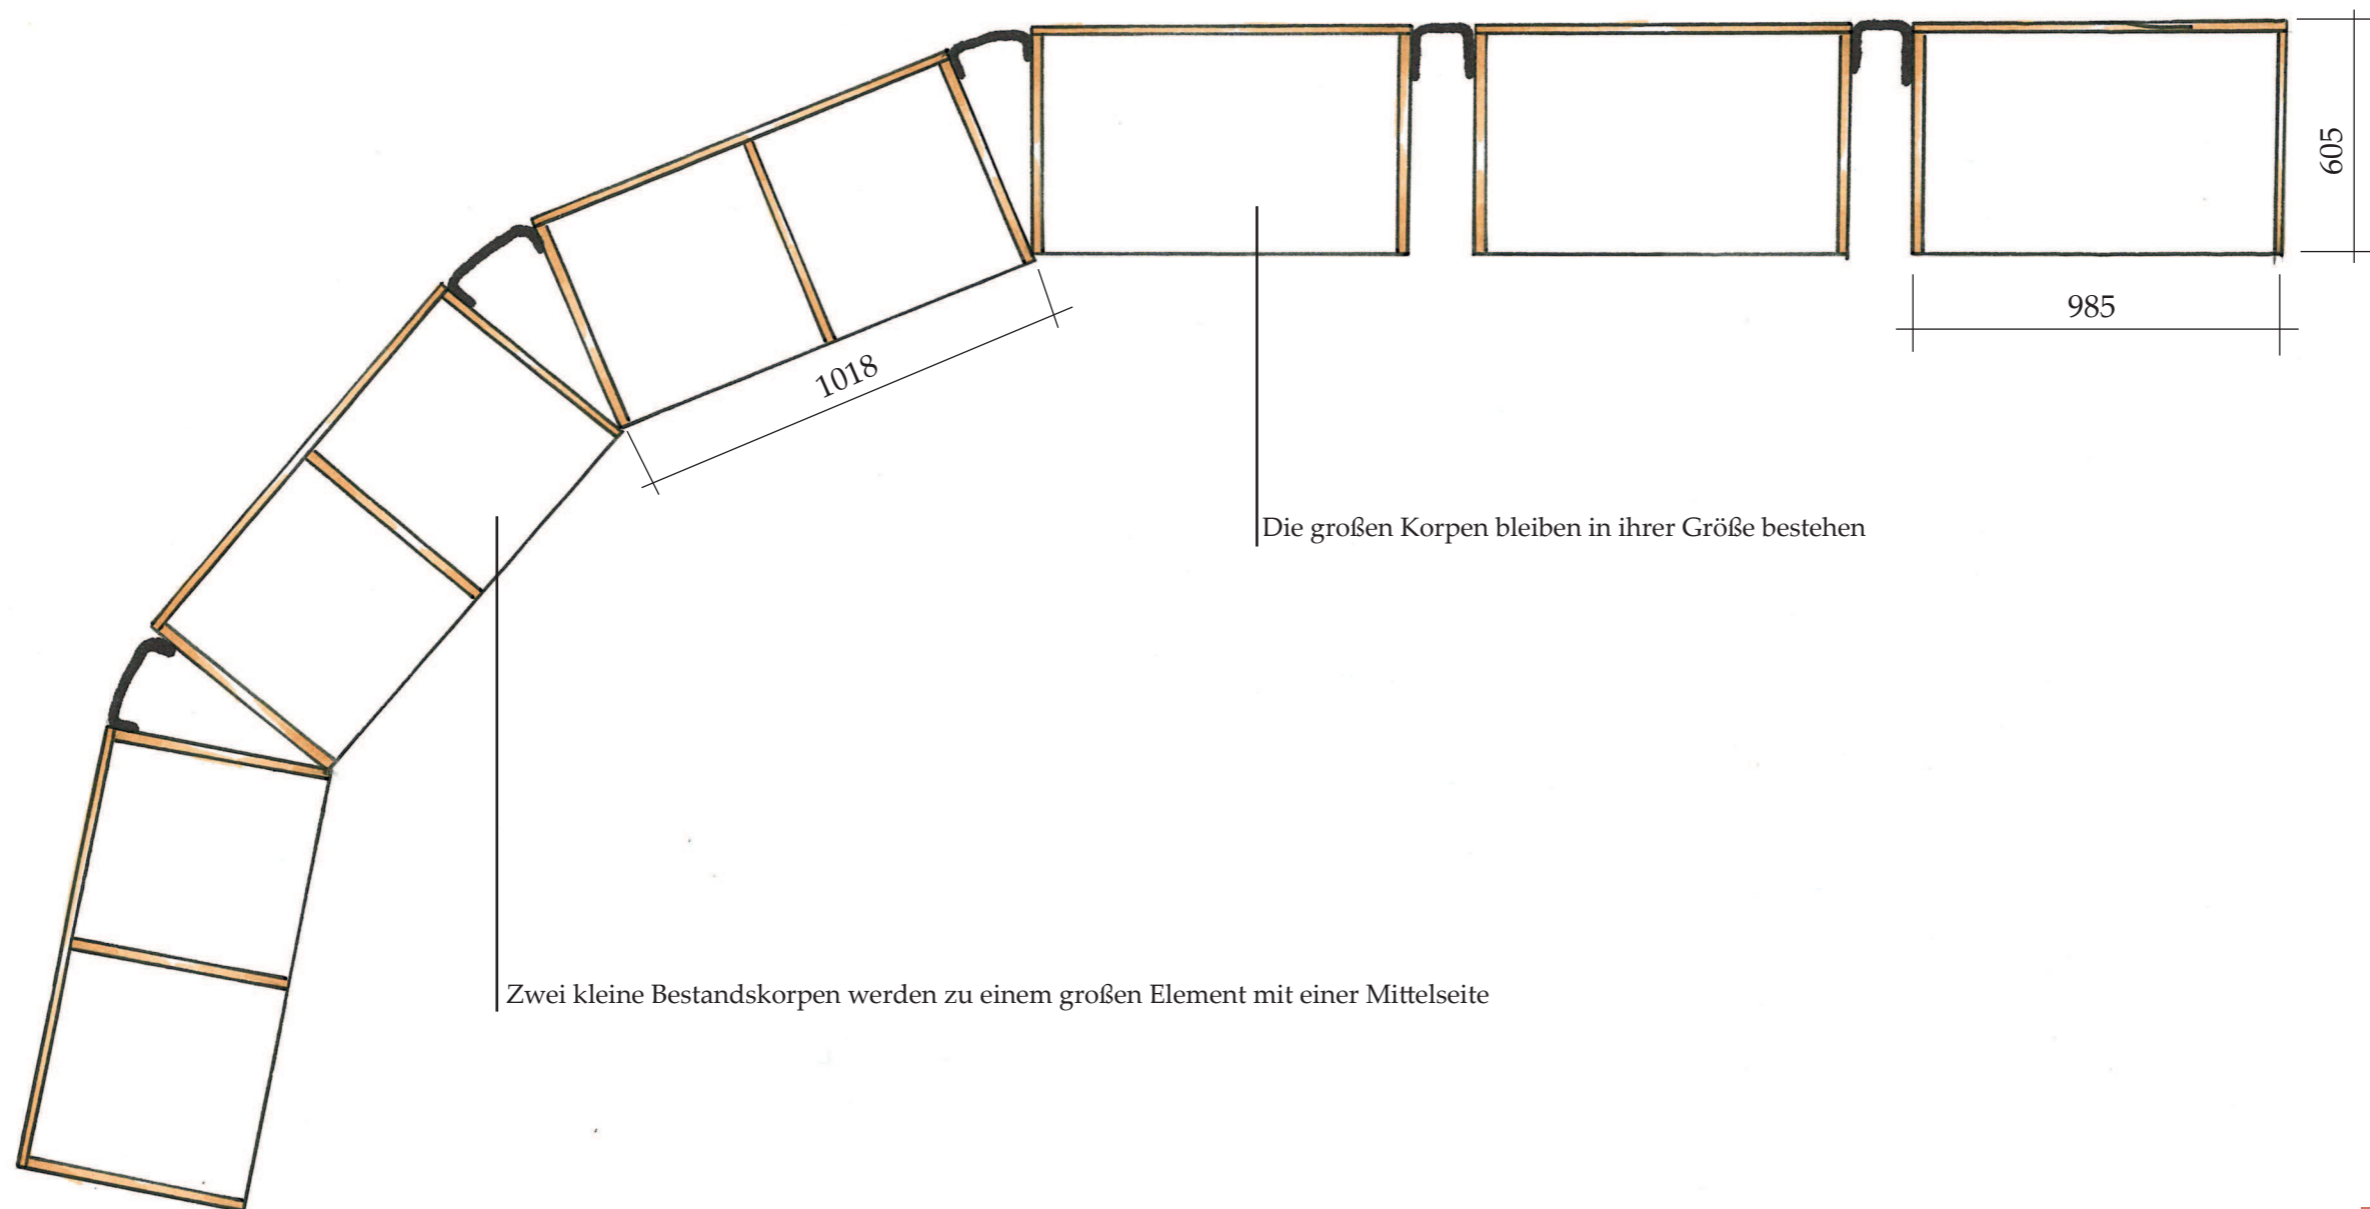 605
985
1018
Die großen Korpen bleiben in ihrer Größe bestehen
Zwei kleine Bestandskorpen werden zu einem großen Element mit einer Mittelseite